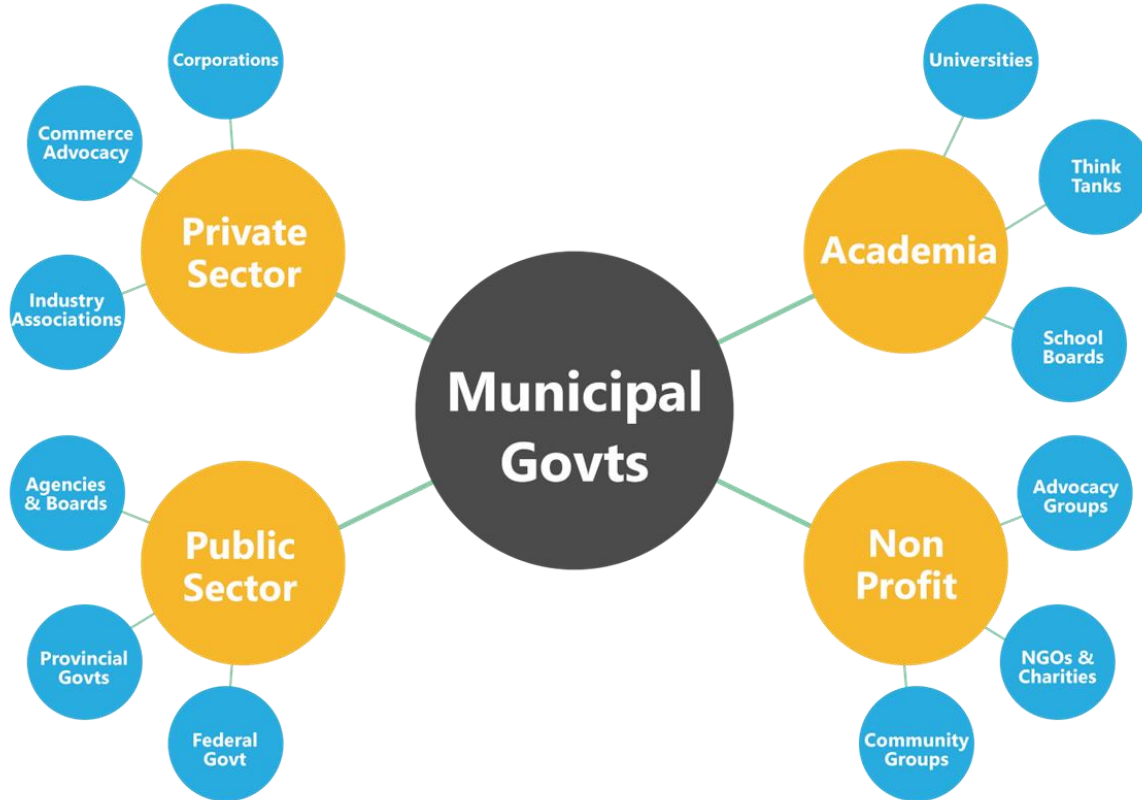 Corporations
Commerce
Advocacy
Industry
Associations
Private
Sector
Universities
Think
Tanks
School
Boards
Academia
Municipal
Govts
Agencies
& Boards
Provincial
Govts
Federal
Govt
Public
Sector
Advocacy
Groups
NGOs &
Charities
Community
Groups
Non
Profit